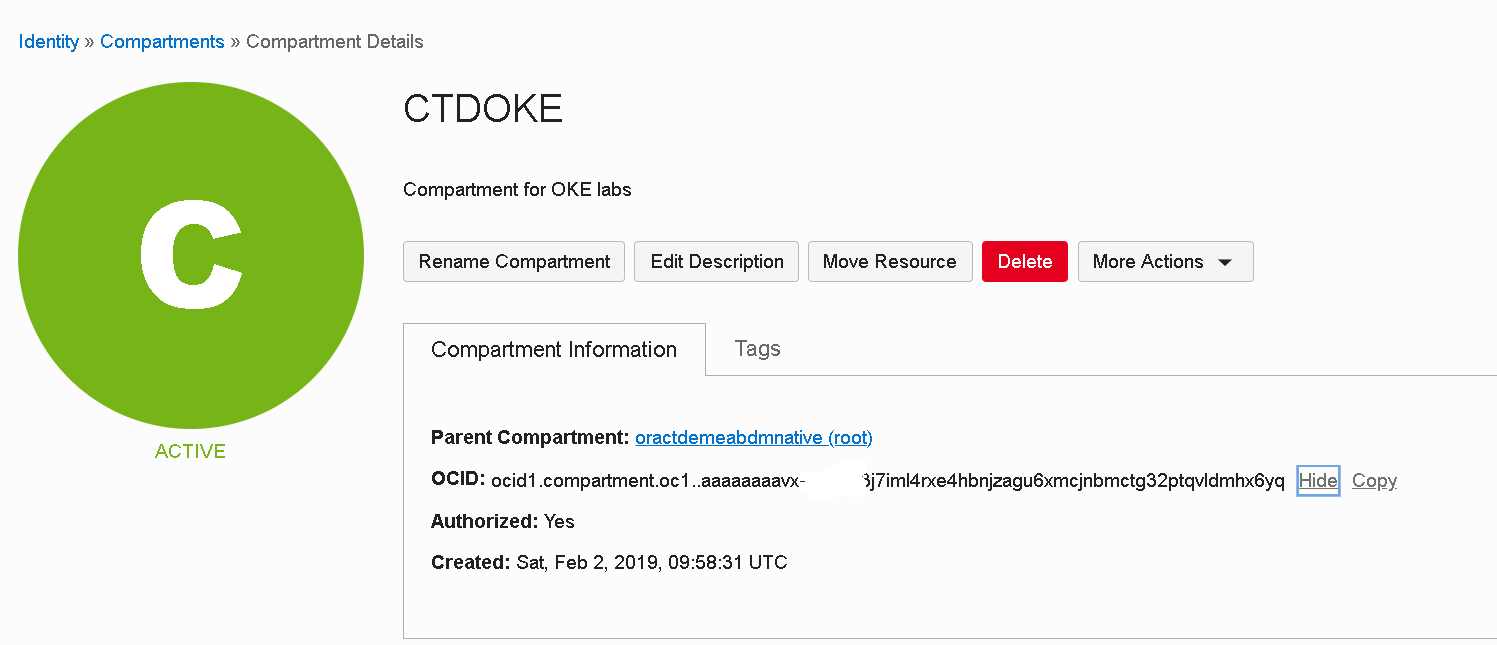 Identity » Compartments » Compartment Details
C
ACTIVE
CTDOKE
Compartment for OKE labs
Rename Compartment Edit Description Move Resource Delete More Actions
Compartment Information Tags
Parent Compartment: oractdemeabdmnative (root)
OCID: ocid1.compartment.oc1..aaaaaaaavx- j7iml4rxe4hbnjzagu6xmcjnbmctg32ptqvldmhx6yq Hide Copy
Authorized: Yes
Created: Sat, Feb 2, 2019, 09:58:31 UTC